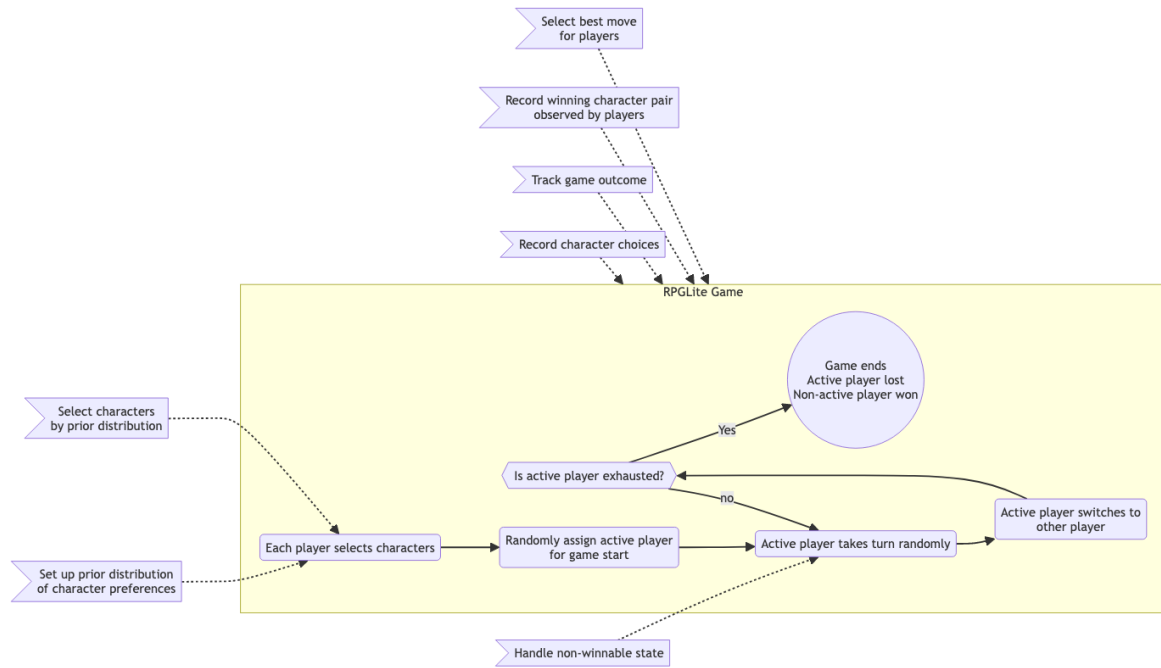 Select best move
for players
Record winning character pair
observed by players
Track game outcome
Record character choices
RPGLite Game
Game ends
Active player lost
Non-active player won
Select characters
by prior distribution
Yes
Is active player exhausted?
no
Active player switches to
other player
Each player selects characters
Randomly assign active player
for game start
Active player takes turn randomly
Set up prior distribution
of character preferences
Handle non-winnable state